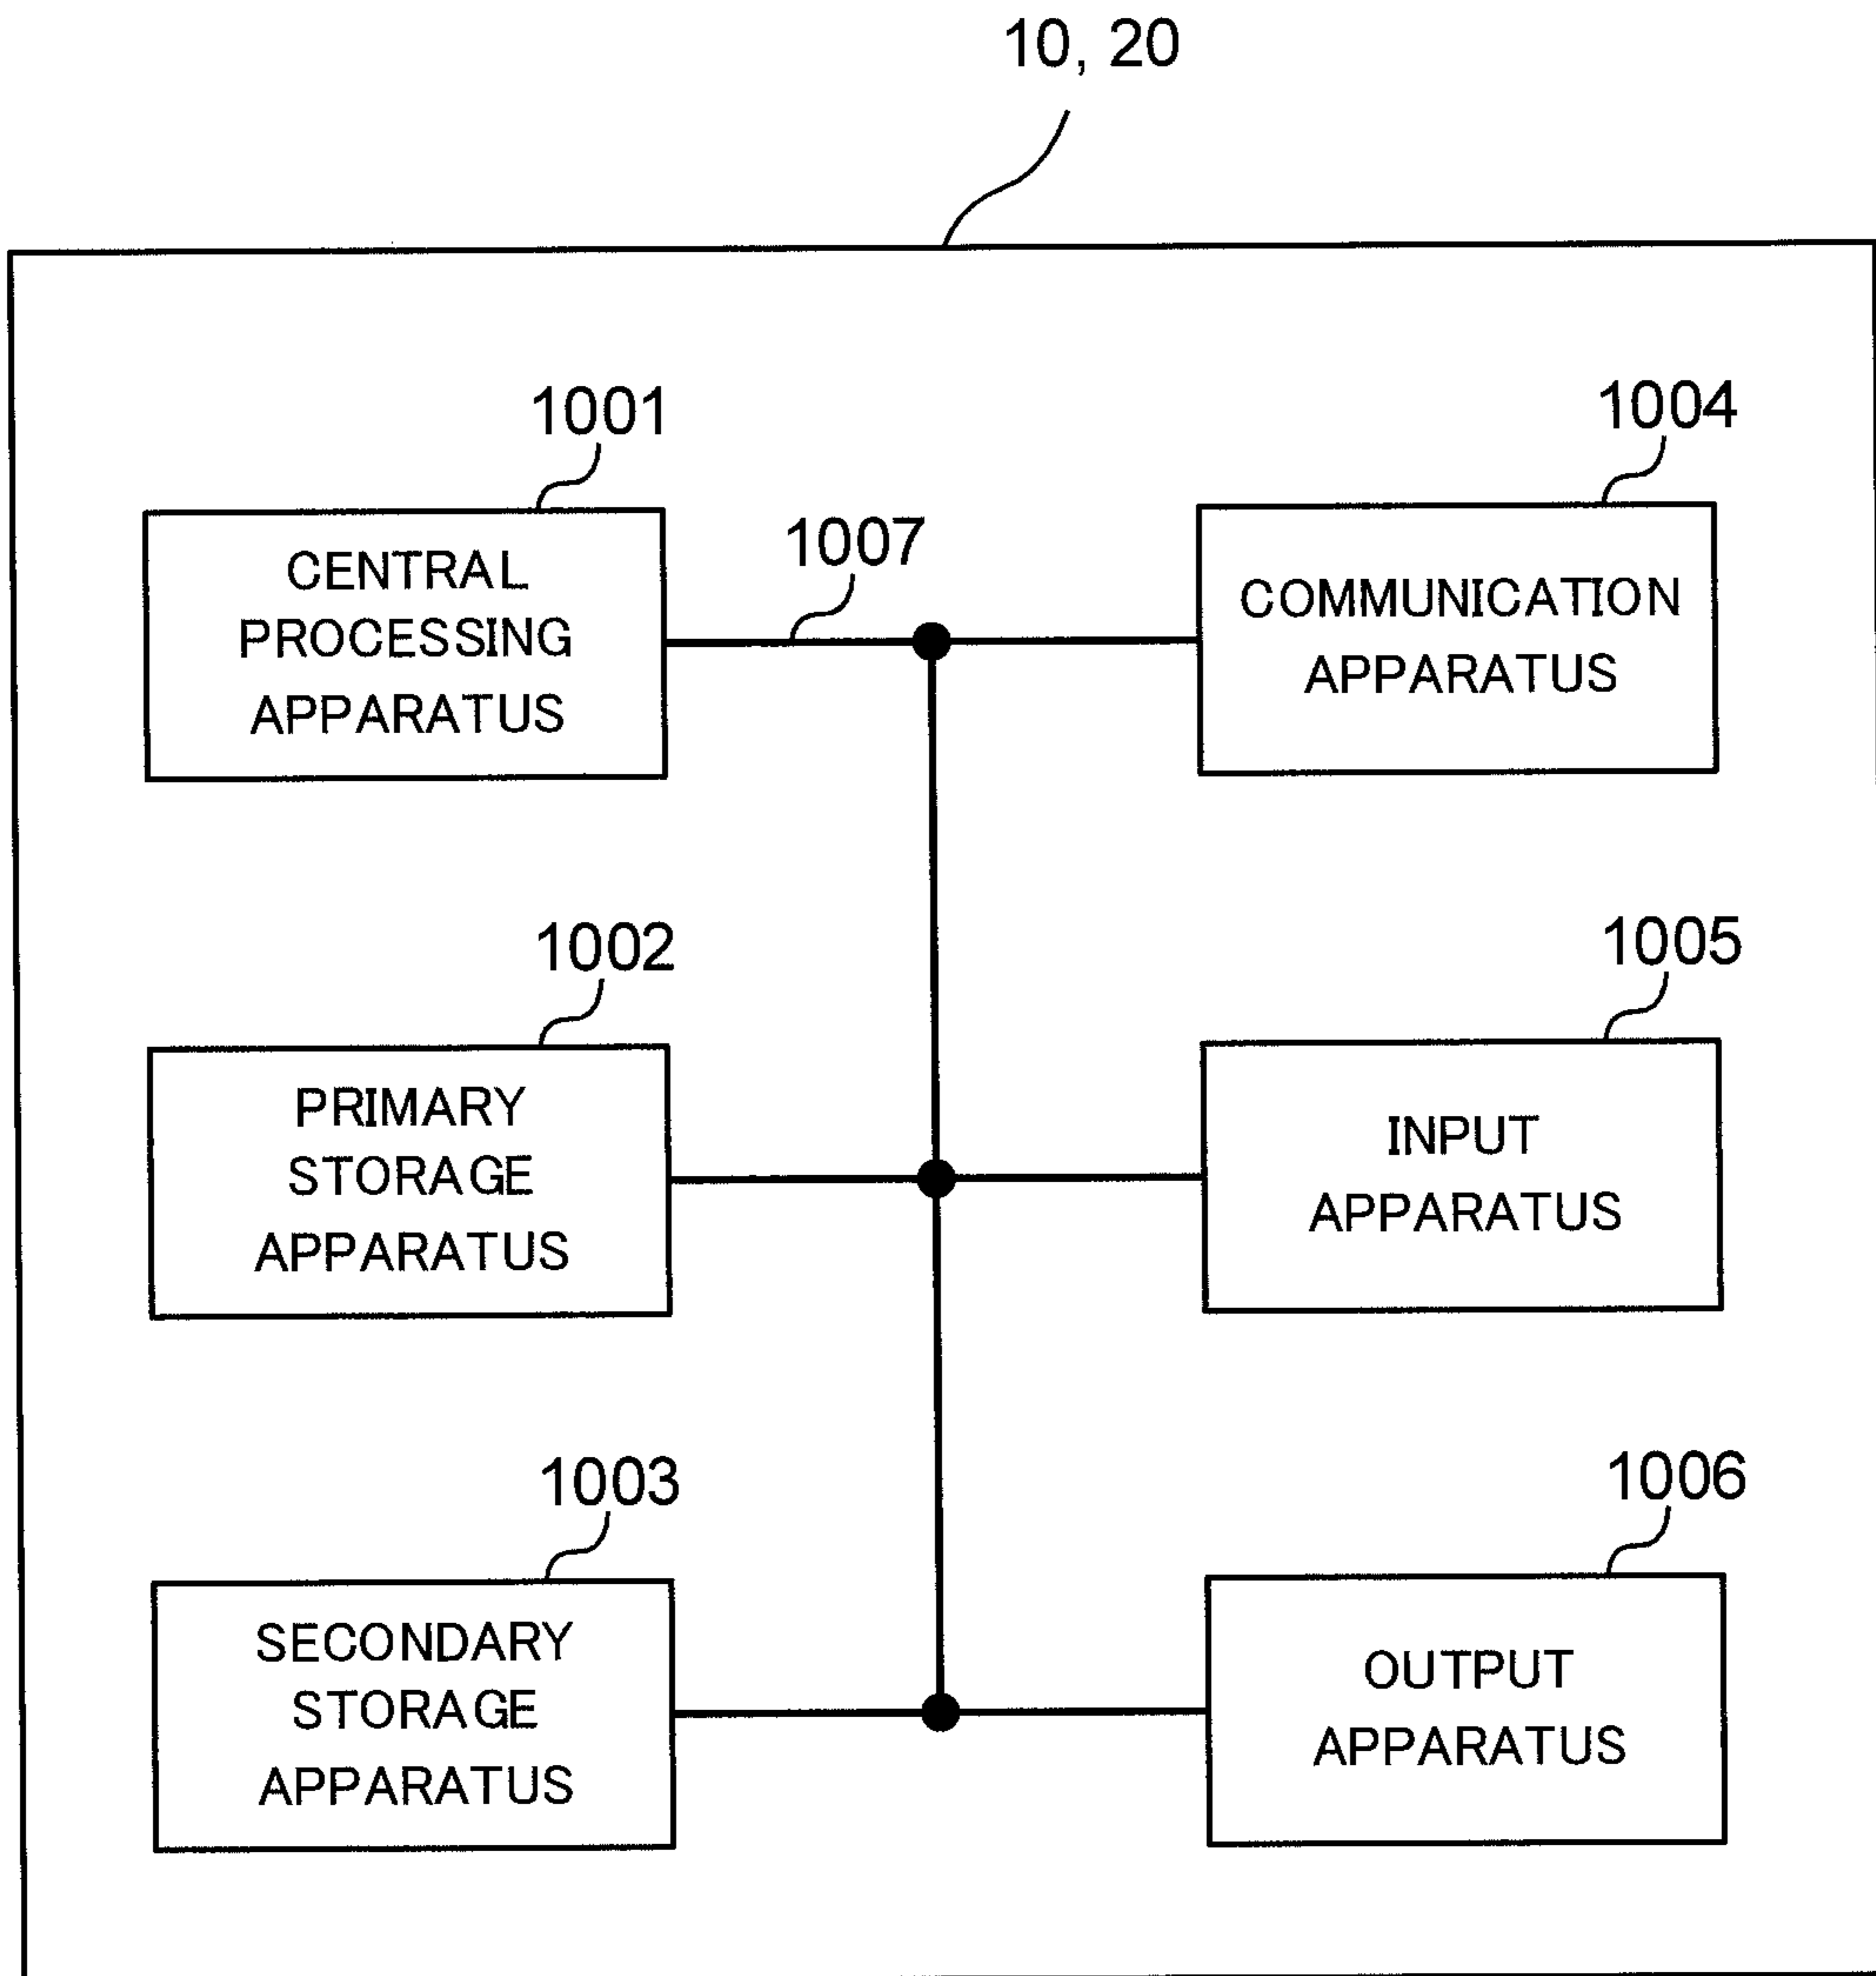 10, 20
1001
CENTRAL
PROCESSING
APPARATUS
1007
1004
COMMUNICATION
APPARATUS
1002
PRIMARY
STORAGE
APPARATUS
1005
INPUT
APPARATUS
1003
SECONDARY
STORAGE
APPARATUS
1006
OUTPUT
APPARATUS